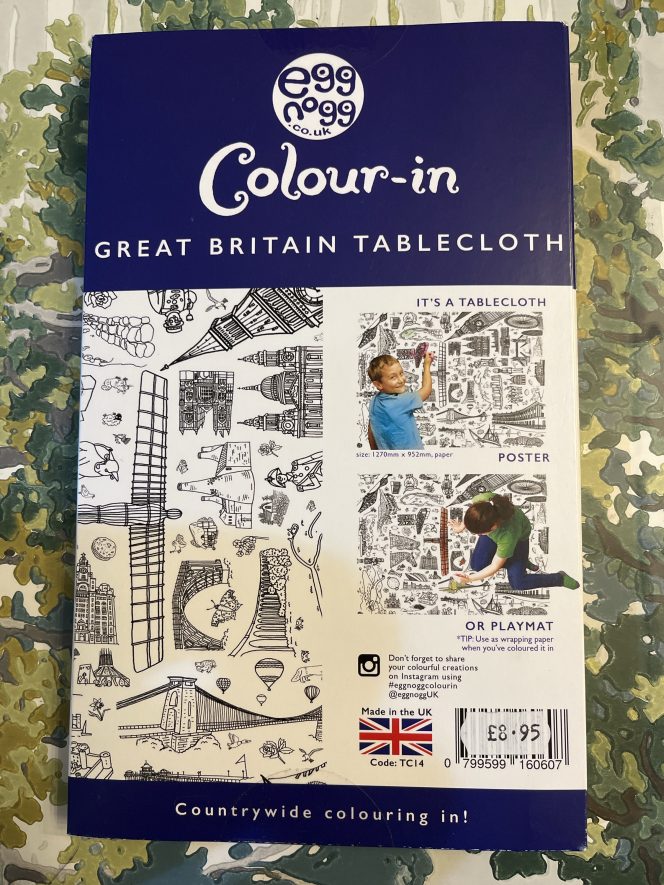 egg
nogg
.co.uk
Colour-in
GREAT BRITAIN TABLECLOTH
IT'S A TABLECLOTH
size: 1270mm x 952mm, paper
POSTER
OR PLAYMAT
*TIP: Use as wrapping paper
when you've coloured it in
Don't forget to share
your colourful creations
on Instagram using
#eggnoggcolourin
@eggnoggUK
Made in the UK
Code: TC14
£8.95
0 799599 160607
Countrywide colouring in!